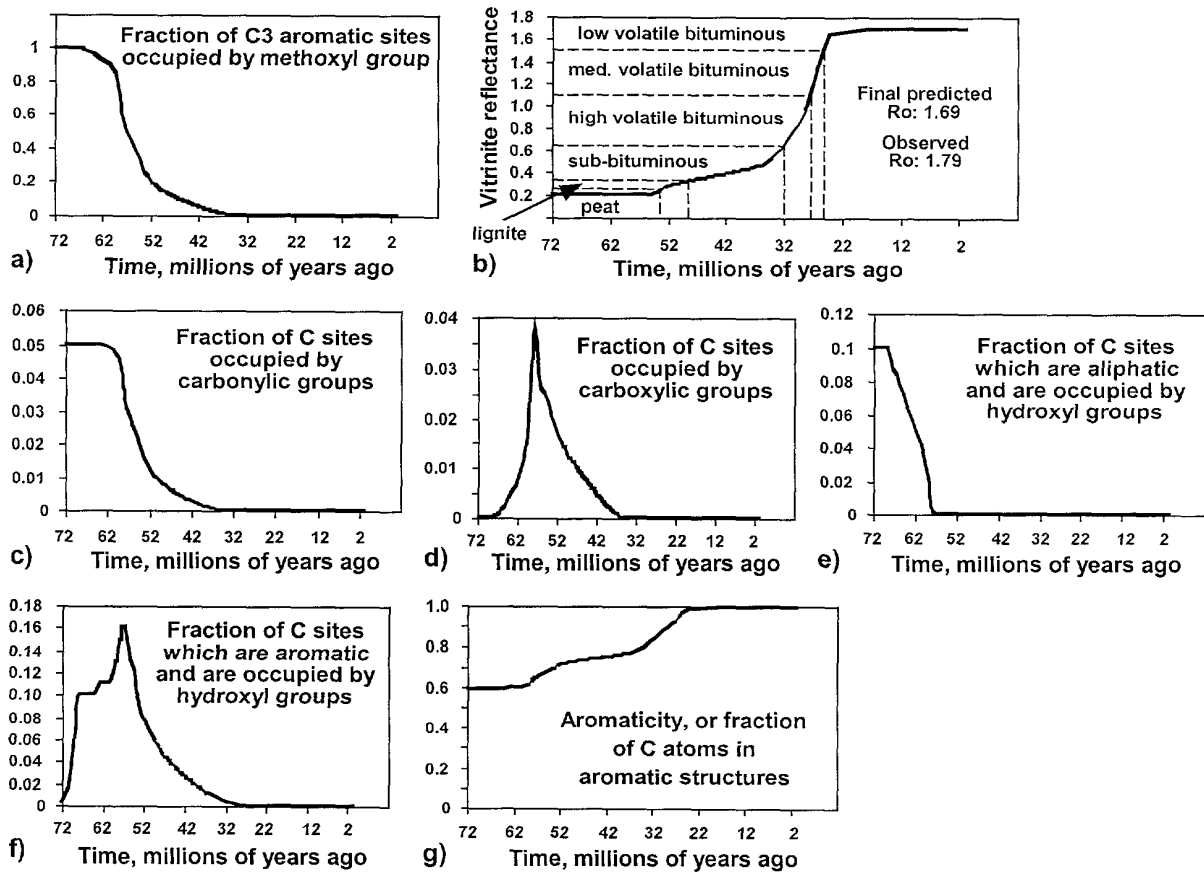 Fraction of C3 aromatic sites
occupied by methoxyl group
1
0.8
0.6
0.4
0.2
0
72 62 52 42 32 22 12 2
a)
Time, millions of years ago
1.8
1.6
1.4
1.2
1.0
0.8
0.6
0.4
0.2
Vitrinite reflectance
low volatile bituminous
med. volatile bituminous
high volatile bituminous
sub-bituminous
peat
lignite
Final predicted
Ro: 1.69
Observed
Ro: 1.79
72 62 52 42 32 22 12 2
b)
Time, millions of years ago
0.06
0.05
0.04
0.03
0.02
0.01
0
Fraction of C sites
occupied by
carbonylic groups
72 62 52 42 32 22 12 2
c)
Time, millions of years ago
0.04
0.03
0.02
0.01
0
Fraction of C sites
occupied by
carboxylic groups
72 62 52 42 32 22 12 2
d)
Time, millions of years ago
0.12
0.1
0.08
0.06
0.04
0.02
0
Fraction of C sites
which are aliphatic
and are occupied by
hydroxyl groups
72 62 52 42 32 22 12 2
e)
Time, millions of years ago
0.18
0.16
0.14
0.12
0.10
0.08
0.06
0.04
0.02
0
Fraction of C sites
which are aromatic
and are occupied by
hydroxyl groups
72 62 52 42 32 22 12 2
f)
Time, millions of years ago
1.0
0.8
0.6
0.4
0.2
0
Aromaticity, or fraction
of C atoms in
aromatic structures
72 62 52 42 32 22 12 2
g)
Time, millions of years ago